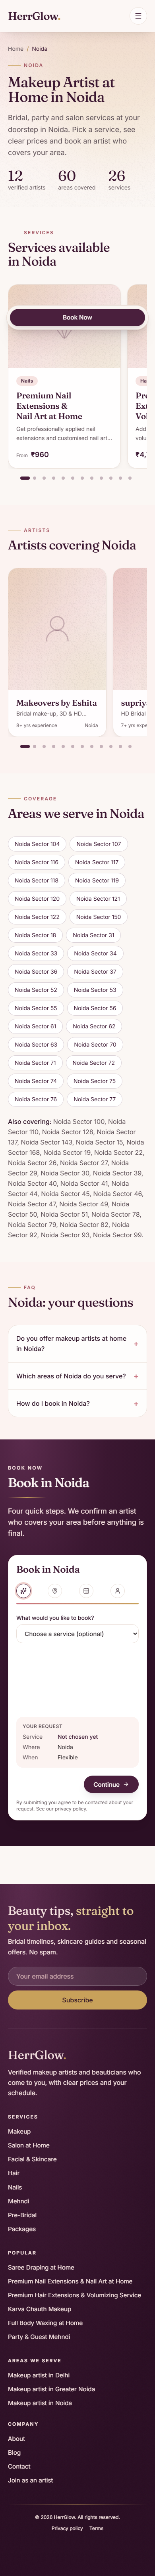 HerrGlow.
Home / Noida
NOIDA
Makeup Artist at
Home in Noida
Bridal, party and salon services at your
doorstep in Noida. Pick a service, see
clear prices and book an artist who
covers your area.
12 60 26
verified artists areas covered services
SERVICES
Services available
in Noida
Book Now
Nails
Premium Nail
Extensions &
Nail Art at Home
Get professionally applied nail
extensions and customised nail art...
From ₹960
ARTISTS
Artists covering Noida
Makeovers by Eshita
Bridal make-up, 3D & HD...
8+ yrs experience Noida
supriya
HD Bridal
COVERAGE
Areas we serve in Noida
Noida Sector 104 Noida Sector 107
Noida Sector 116 Noida Sector 117
Noida Sector 118 Noida Sector 119
Noida Sector 120 Noida Sector 121
Noida Sector 122 Noida Sector 150
Noida Sector 18 Noida Sector 31
Noida Sector 33 Noida Sector 34
Noida Sector 36 Noida Sector 37
Noida Sector 52 Noida Sector 53
Noida Sector 55 Noida Sector 56
Noida Sector 61 Noida Sector 62
Noida Sector 63 Noida Sector 70
Noida Sector 71 Noida Sector 72
Noida Sector 74 Noida Sector 75
Noida Sector 76 Noida Sector 77
Also covering: Noida Sector 100, Noida
Sector 110, Noida Sector 128, Noida Sector
137, Noida Sector 143, Noida Sector 15, Noida
Sector 168, Noida Sector 19, Noida Sector 22,
Noida Sector 26, Noida Sector 27, Noida
Sector 29, Noida Sector 30, Noida Sector 39,
Noida Sector 40, Noida Sector 41, Noida
Sector 44, Noida Sector 45, Noida Sector 46,
Noida Sector 47, Noida Sector 49, Noida
Sector 50, Noida Sector 51, Noida Sector 78,
Noida Sector 79, Noida Sector 82, Noida
Sector 92, Noida Sector 93, Noida Sector 99.
FAQ
Noida: your questions
Do you offer makeup artists at home
in Noida? +
Which areas of Noida do you serve? +
How do I book in Noida? +
BOOK NOW
Book in Noida
Four quick steps. We confirm an artist
who covers your area before anything is
final.
Book in Noida
What would you like to book?
Choose a service (optional)
YOUR REQUEST
Service Not chosen yet
Where Noida
When Flexible
Continue →
By submitting you agree to be contacted about your
request. See our privacy policy.
Beauty tips, straight to
your inbox.
Bridal timelines, skincare guides and seasonal
offers. No spam.
Your email address
Subscribe
HerrGlow.
Verified makeup artists and beauticians who
come to you, with clear prices and your
schedule.
SERVICES
Makeup
Salon at Home
Facial & Skincare
Hair
Nails
Mehndi
Pre-Bridal
Packages
POPULAR
Saree Draping at Home
Premium Nail Extensions & Nail Art at Home
Premium Hair Extensions & Volumizing Service
Karva Chauth Makeup
Full Body Waxing at Home
Party & Guest Mehndi
AREAS WE SERVE
Makeup artist in Delhi
Makeup artist in Greater Noida
Makeup artist in Noida
COMPANY
About
Blog
Contact
Join as an artist
© 2026 HerrGlow. All rights reserved.
Privacy policy Terms